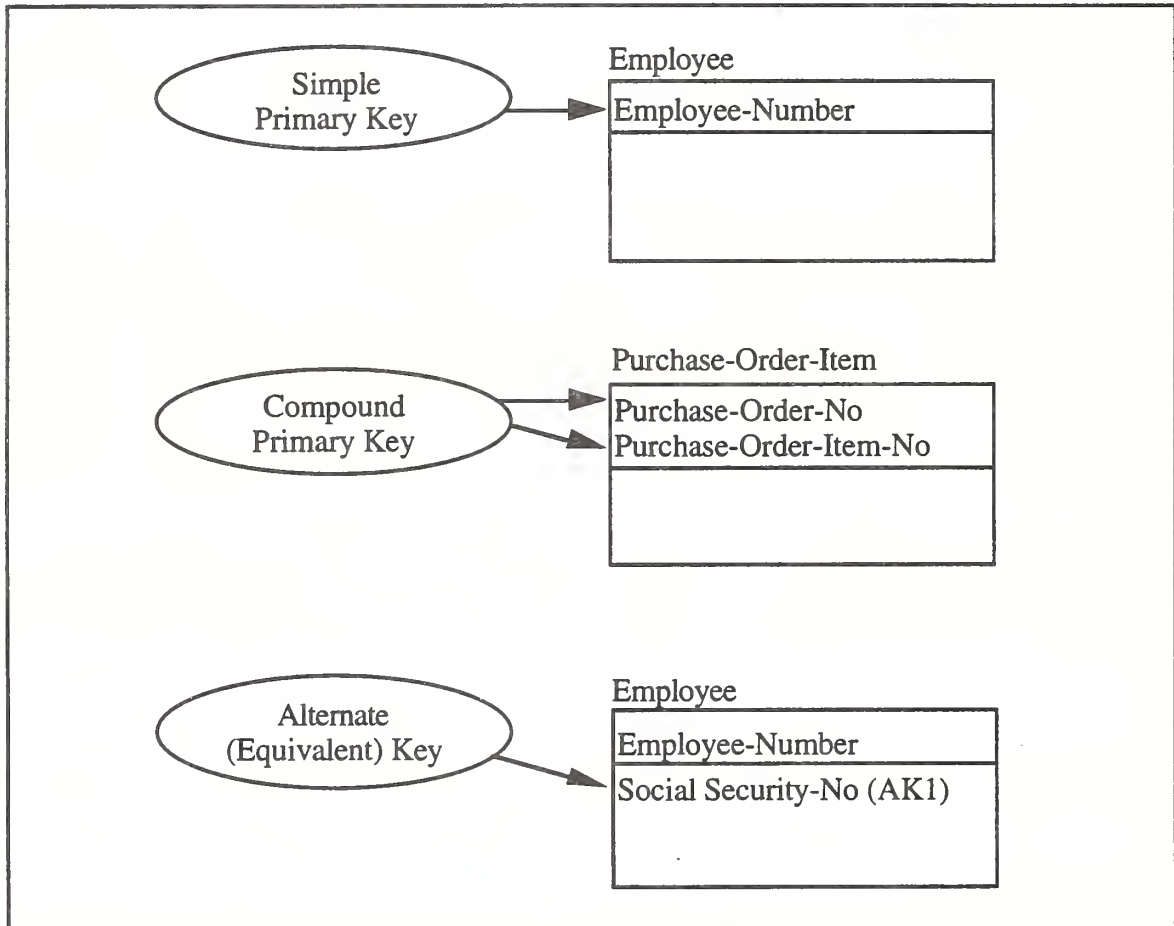 Simple
Primary Key
Employee
Employee-Number
Compound
Primary Key
Purchase-Order-Item
Purchase-Order-No
Purchase-Order-Item-No
Alternate
(Equivalent) Key
Employee
Employee-Number
Social Security-No (AK1)